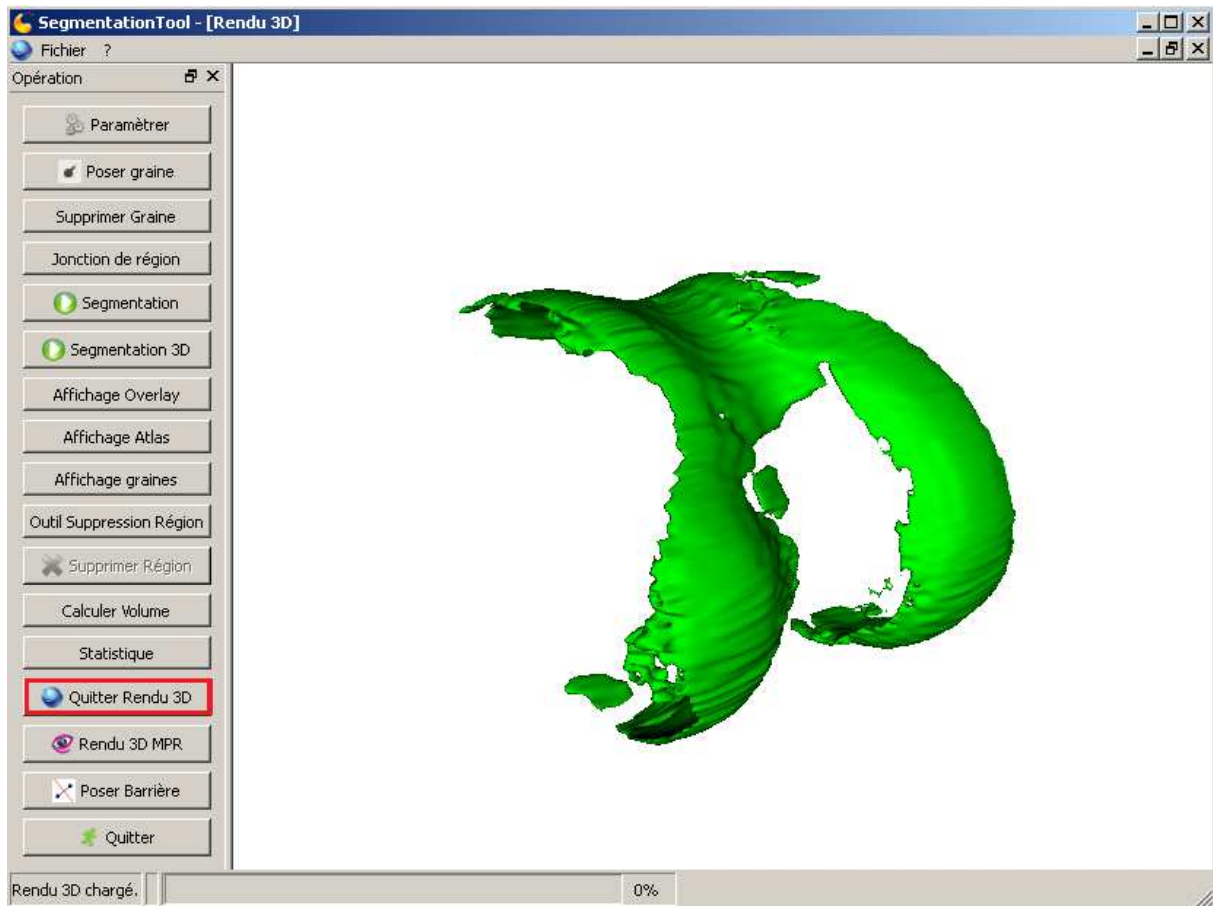 SegmentationTool - [Rendu 3D]
Fichier ?
Opération
Paramètrer
Poser graine
Supprimer Graine
Jonction de région
Segmentation
Segmentation 3D
Affichage Overlay
Affichage Atlas
Affichage graines
Outil Suppression Région
Supprimer Région
Calculer Volume
Statistique
Quitter Rendu 3D
Rendu 3D MPR
Poser Barrière
Quitter
Rendu 3D chargé. 0%